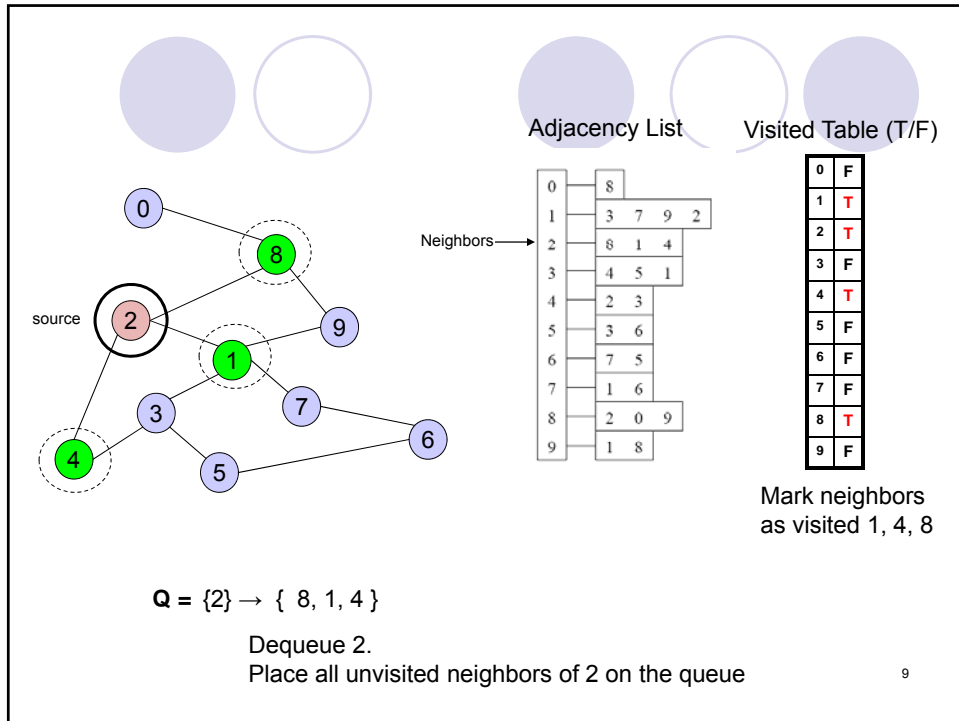 Adjacency List
Visited Table (T/F)
0
8
2
source
9
1
3
7
6
4
5
Neighbors
0 8
1 3 7 9 2
2 8 1 4
3 4 5 1
4 2 3
5 3 6
6 7 5
7 1 6
8 2 0 9
9 1 8
0 F
1 T
2 T
3 F
4 T
5 F
6 F
7 F
8 T
9 F
Mark neighbors
as visited 1, 4, 8
Q = {2} → { 8, 1, 4 }
Dequeue 2.
Place all unvisited neighbors of 2 on the queue
9